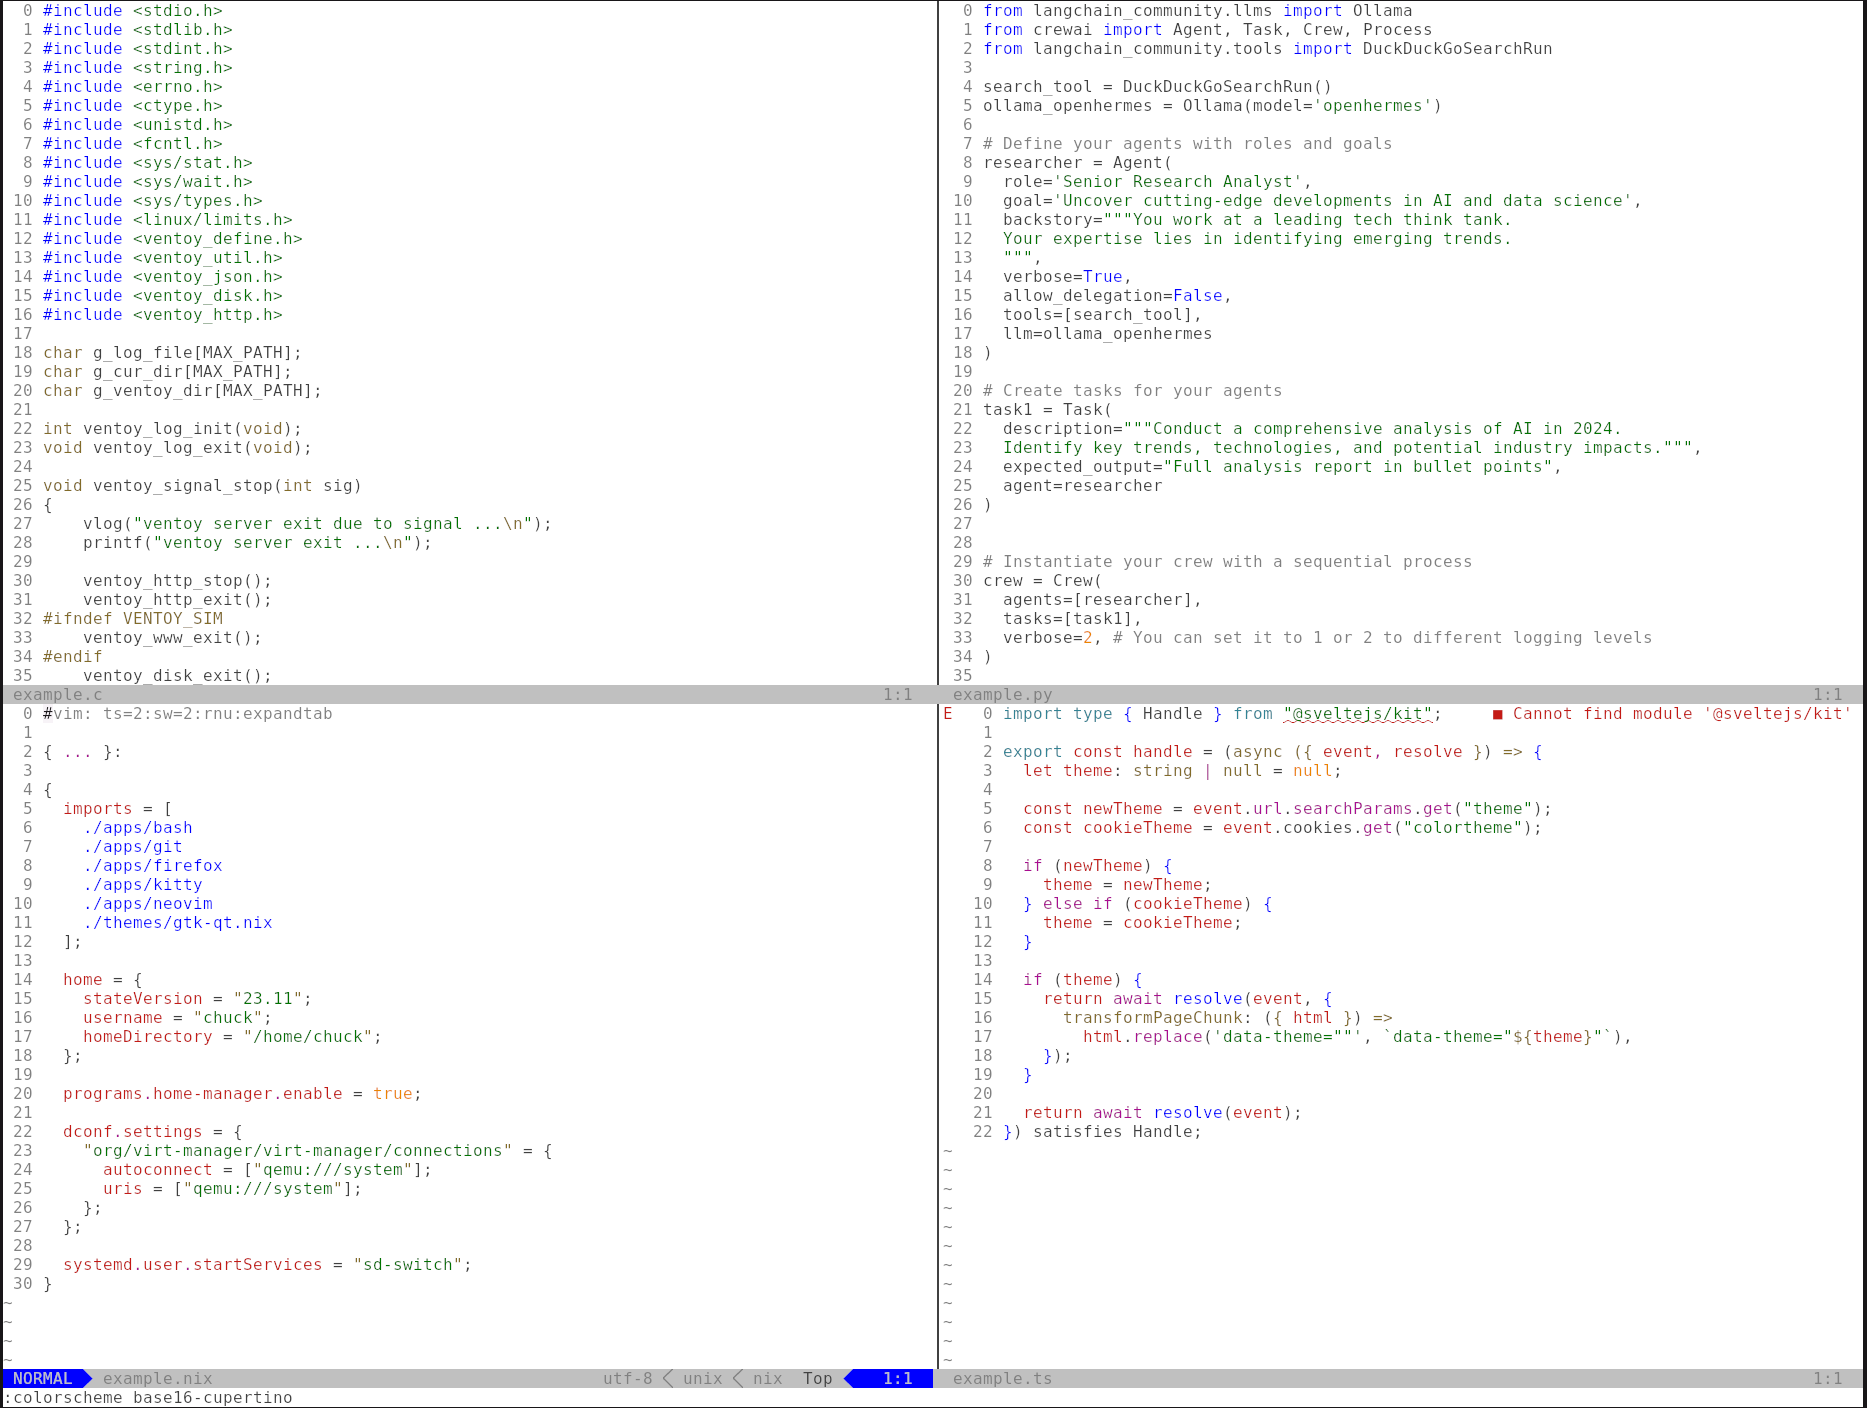 0 #include <stdio.h>
1 #include <stdlib.h>
2 #include <stdint.h>
3 #include <string.h>
4 #include <errno.h>
5 #include <ctype.h>
6 #include <unistd.h>
7 #include <fcntl.h>
8 #include <sys/stat.h>
9 #include <sys/wait.h>
10 #include <sys/types.h>
11 #include <linux/limits.h>
12 #include <ventoy_define.h>
13 #include <ventoy_util.h>
14 #include <ventoy_json.h>
15 #include <ventoy_disk.h>
16 #include <ventoy_http.h>
17
18 char g_log_file[MAX_PATH];
19 char g_cur_dir[MAX_PATH];
20 char g_ventoy_dir[MAX_PATH];
21
22 int ventoy_log_init(void);
23 void ventoy_log_exit(void);
24
25 void ventoy_signal_stop(int sig)
26 {
27     vlog("ventoy server exit due to signal ...\n");
28     printf("ventoy server exit ...\n");
29
30     ventoy_http_stop();
31     ventoy_http_exit();
32 #ifndef VENTOY_SIM
33     ventoy_www_exit();
34 #endif
35     ventoy_disk_exit();
example.c 1:1
0 from langchain_community.llms import Ollama
1 from crewai import Agent, Task, Crew, Process
2 from langchain_community.tools import DuckDuckGoSearchRun
3
4 search_tool = DuckDuckGoSearchRun()
5 ollama_openhermes = Ollama(model='openhermes')
6
7 # Define your agents with roles and goals
8 researcher = Agent(
9   role='Senior Research Analyst',
10   goal='Uncover cutting-edge developments in AI and data science',
11   backstory="""You work at a leading tech think tank.
12   Your expertise lies in identifying emerging trends.
13   """,
14   verbose=True,
15   allow_delegation=False,
16   tools=[search_tool],
17   llm=ollama_openhermes
18 )
19
20 # Create tasks for your agents
21 task1 = Task(
22   description="""Conduct a comprehensive analysis of AI in 2024.
23   Identify key trends, technologies, and potential industry impacts.""",
24   expected_output="Full analysis report in bullet points",
25   agent=researcher
26 )
27
28
29 # Instantiate your crew with a sequential process
30 crew = Crew(
31   agents=[researcher],
32   tasks=[task1],
33   verbose=2, # You can set it to 1 or 2 to different logging levels
34 )
35
example.py 1:1
0 #vim: ts=2:sw=2:rnu:expandtab
1
2 { ... }:
3
4 {
5   imports = [
6     ./apps/bash
7     ./apps/git
8     ./apps/firefox
9     ./apps/kitty
10     ./apps/neovim
11     ./themes/gtk-qt.nix
12   ];
13
14   home = {
15     stateVersion = "23.11";
16     username = "chuck";
17     homeDirectory = "/home/chuck";
18   };
19
20   programs.home-manager.enable = true;
21
22   dconf.settings = {
23     "org/virt-manager/virt-manager/connections" = {
24       autoconnect = ["qemu:///system"];
25       uris = ["qemu:///system"];
26     };
27   };
28
29   systemd.user.startServices = "sd-switch";
30 }
~
~
~
~
NORMAL example.nix utf-8 unix nix Top 1:1
:colorscheme base16-cupertino
E 0 import type { Handle } from "@sveltejs/kit";     ■ Cannot find module '@sveltejs/kit'
1
2 export const handle = (async ({ event, resolve }) => {
3   let theme: string | null = null;
4
5   const newTheme = event.url.searchParams.get("theme");
6   const cookieTheme = event.cookies.get("colortheme");
7
8   if (newTheme) {
9     theme = newTheme;
10   } else if (cookieTheme) {
11     theme = cookieTheme;
12   }
13
14   if (theme) {
15     return await resolve(event, {
16       transformPageChunk: ({ html }) =>
17         html.replace('data-theme=""', `data-theme="${theme}"`),
18     });
19   }
20
21   return await resolve(event);
22 }) satisfies Handle;
~
~
~
~
~
~
~
~
~
~
~
~
example.ts 1:1